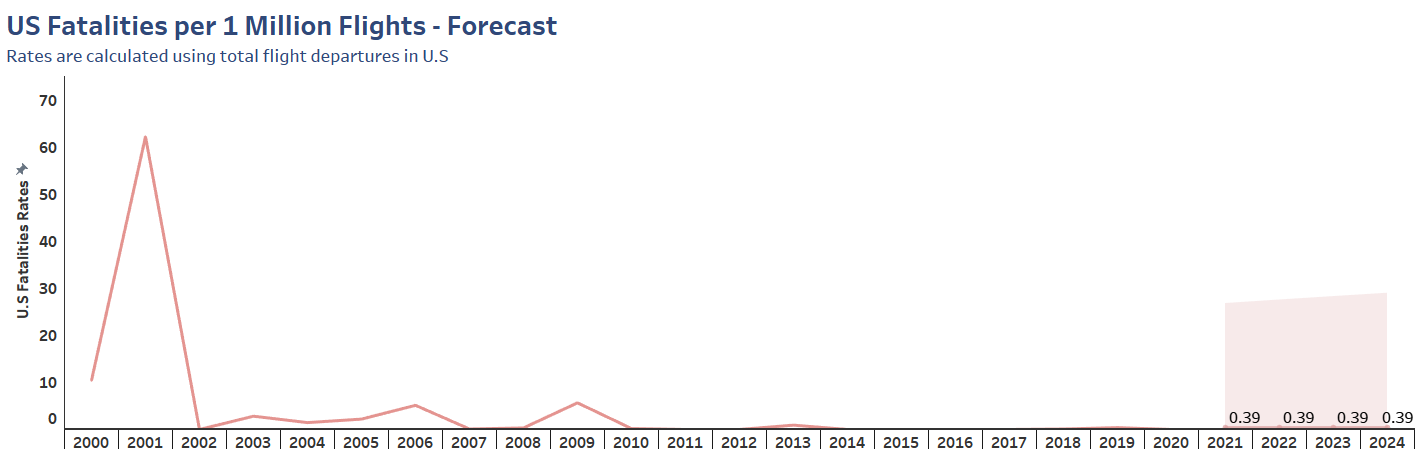 US Fatalities per 1 Million Flights - Forecast
Rates are calculated using total flight departures in U.S
U.S Fatalities Rates
70
60
50
40
30
20
10
0
0.39 0.39 0.39 0.39
2000 2001 2002 2003 2004 2005 2006 2007 2008 2009 2010 2011 2012 2013 2014 2015 2016 2017 2018 2019 2020 2021 2022 2023 2024